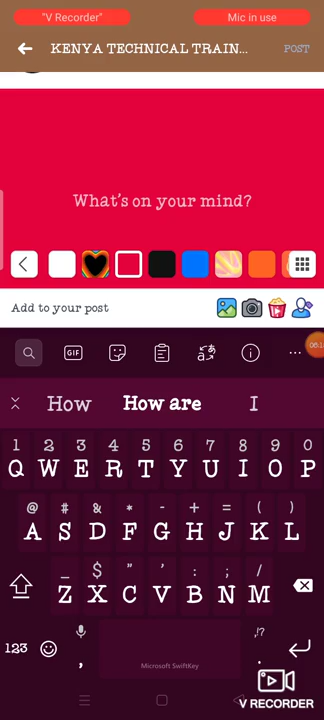 "V Recorder"
Mic in use
KENYA TECHNICAL TRAIN...
POST
What's on your mind?
Add to your post
GIF
How
How are
I
1 2 3 4 5 6 7 8 9 0
Q W E R T Y U I O P
@ # & * - + = ( )
A S D F G H J K L
_ $ " ' : ; /
Z X C V B N M
123
, Microsoft SwiftKey .
,!?
V RECORDER